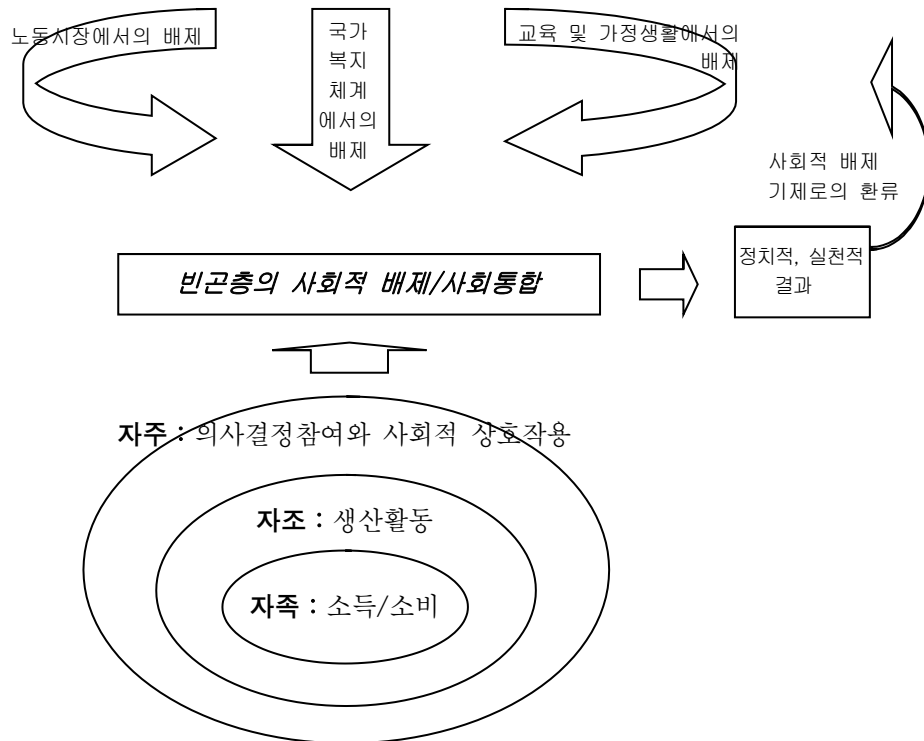 노동시장에서의 배제
국가
복지
체계
에서의
배제
교육 및 가정생활에서의
배제
사회적 배제
기제로의 환류
빈곤층의 사회적 배제/사회통합
정치적, 실천적
결과
자주 : 의사결정참여와 사회적 상호작용
자조 : 생산활동
자족 : 소득/소비